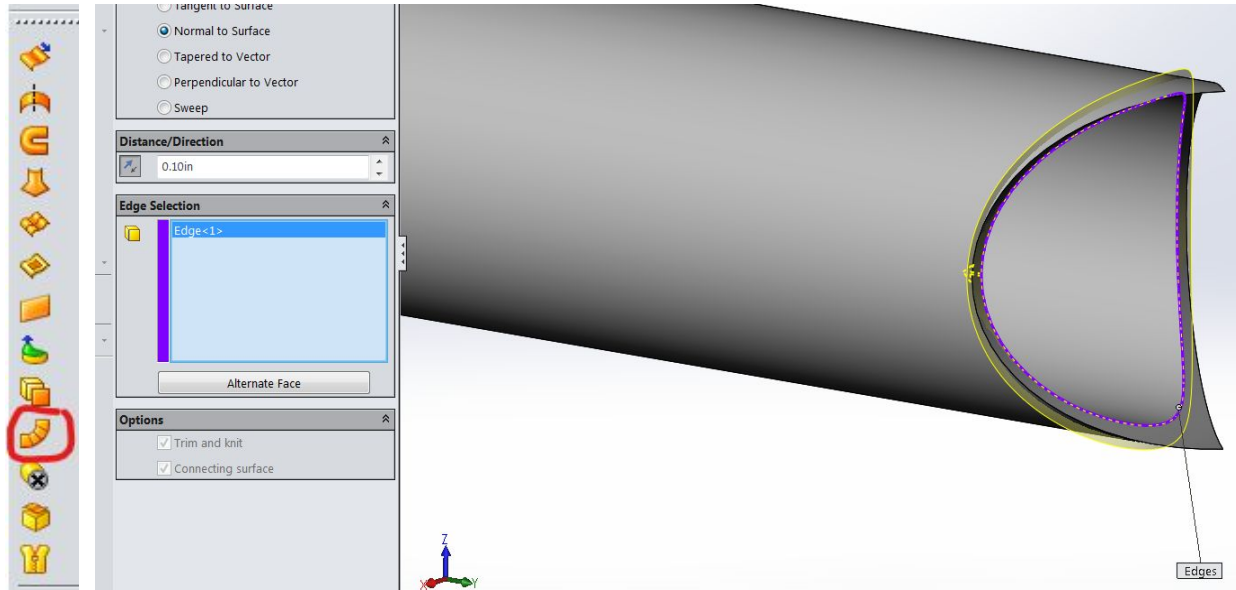 Tangent to Surface
Normal to Surface
Tapered to Vector
Perpendicular to Vector
Sweep
Distance/Direction
0.10in
Edge Selection
Edge<1>
Alternate Face
Options
Trim and knit
Connecting surface
Z
X
Y
Edges